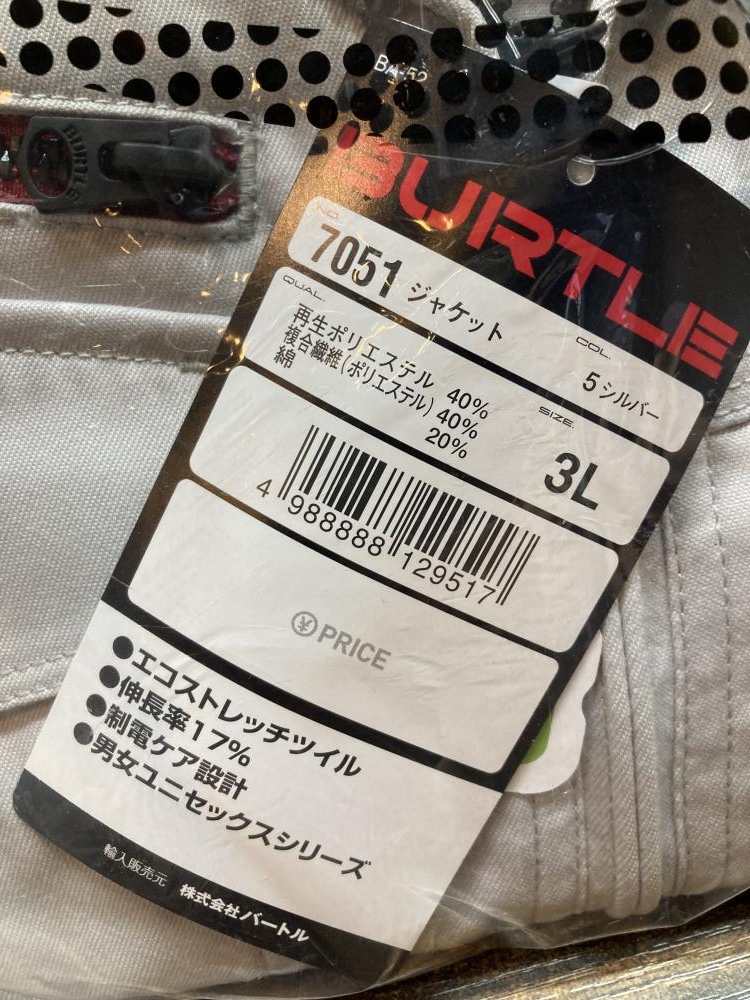 BURTLE
BURTLE
NO.
7051 ジャケット
COL.
5 シルバー
QUAL.
再生ポリエステル 40%
複合繊維(ポリエステル) 40%
綿 20%
SIZE.
3L
4 988888 129517
¥ PRICE
●エコストレッチツイル
●伸長率17%
●制電ケア設計
●男女ユニセックスシリーズ
輸入販売元 株式会社バートル